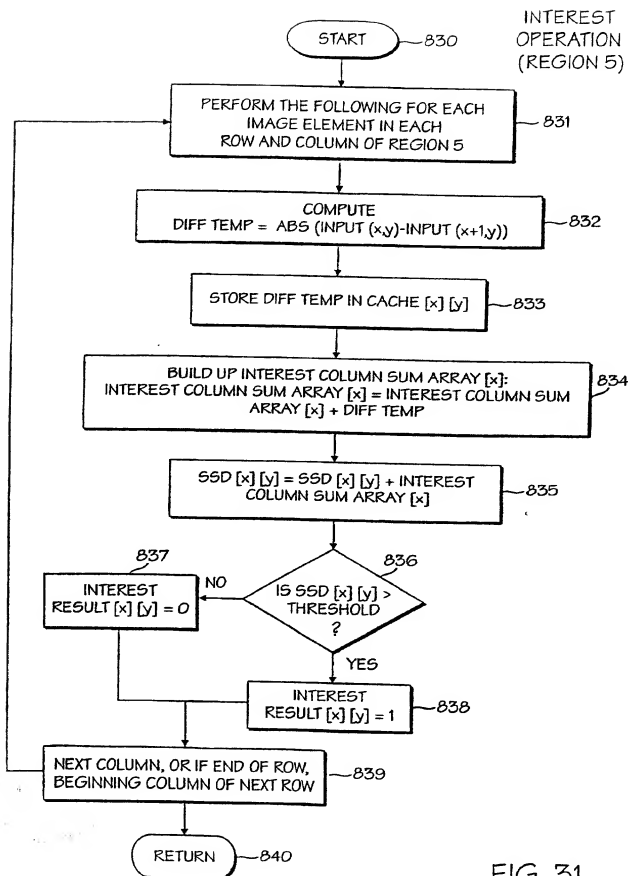 INTEREST
OPERATION
(REGION 5)
START
830
PERFORM THE FOLLOWING FOR EACH
IMAGE ELEMENT IN EACH
ROW AND COLUMN OF REGION 5
831
COMPUTE
DIFF TEMP = ABS (INPUT (x,y)-INPUT (x+1,y))
832
STORE DIFF TEMP IN CACHE [x] [y]
833
BUILD UP INTEREST COLUMN SUM ARRAY [x]:
INTEREST COLUMN SUM ARRAY [x] = INTEREST COLUMN SUM
ARRAY [x] + DIFF TEMP
834
SSD [x] [y] = SSD [x] [y] + INTEREST
COLUMN SUM ARRAY [x]
835
836
IS SSD [x] [y] >
THRESHOLD
?
NO
837
INTEREST
RESULT [x] [y] = 0
YES
INTEREST
RESULT [x] [y] = 1
838
NEXT COLUMN, OR IF END OF ROW,
BEGINNING COLUMN OF NEXT ROW
839
RETURN
840
FIG. 31